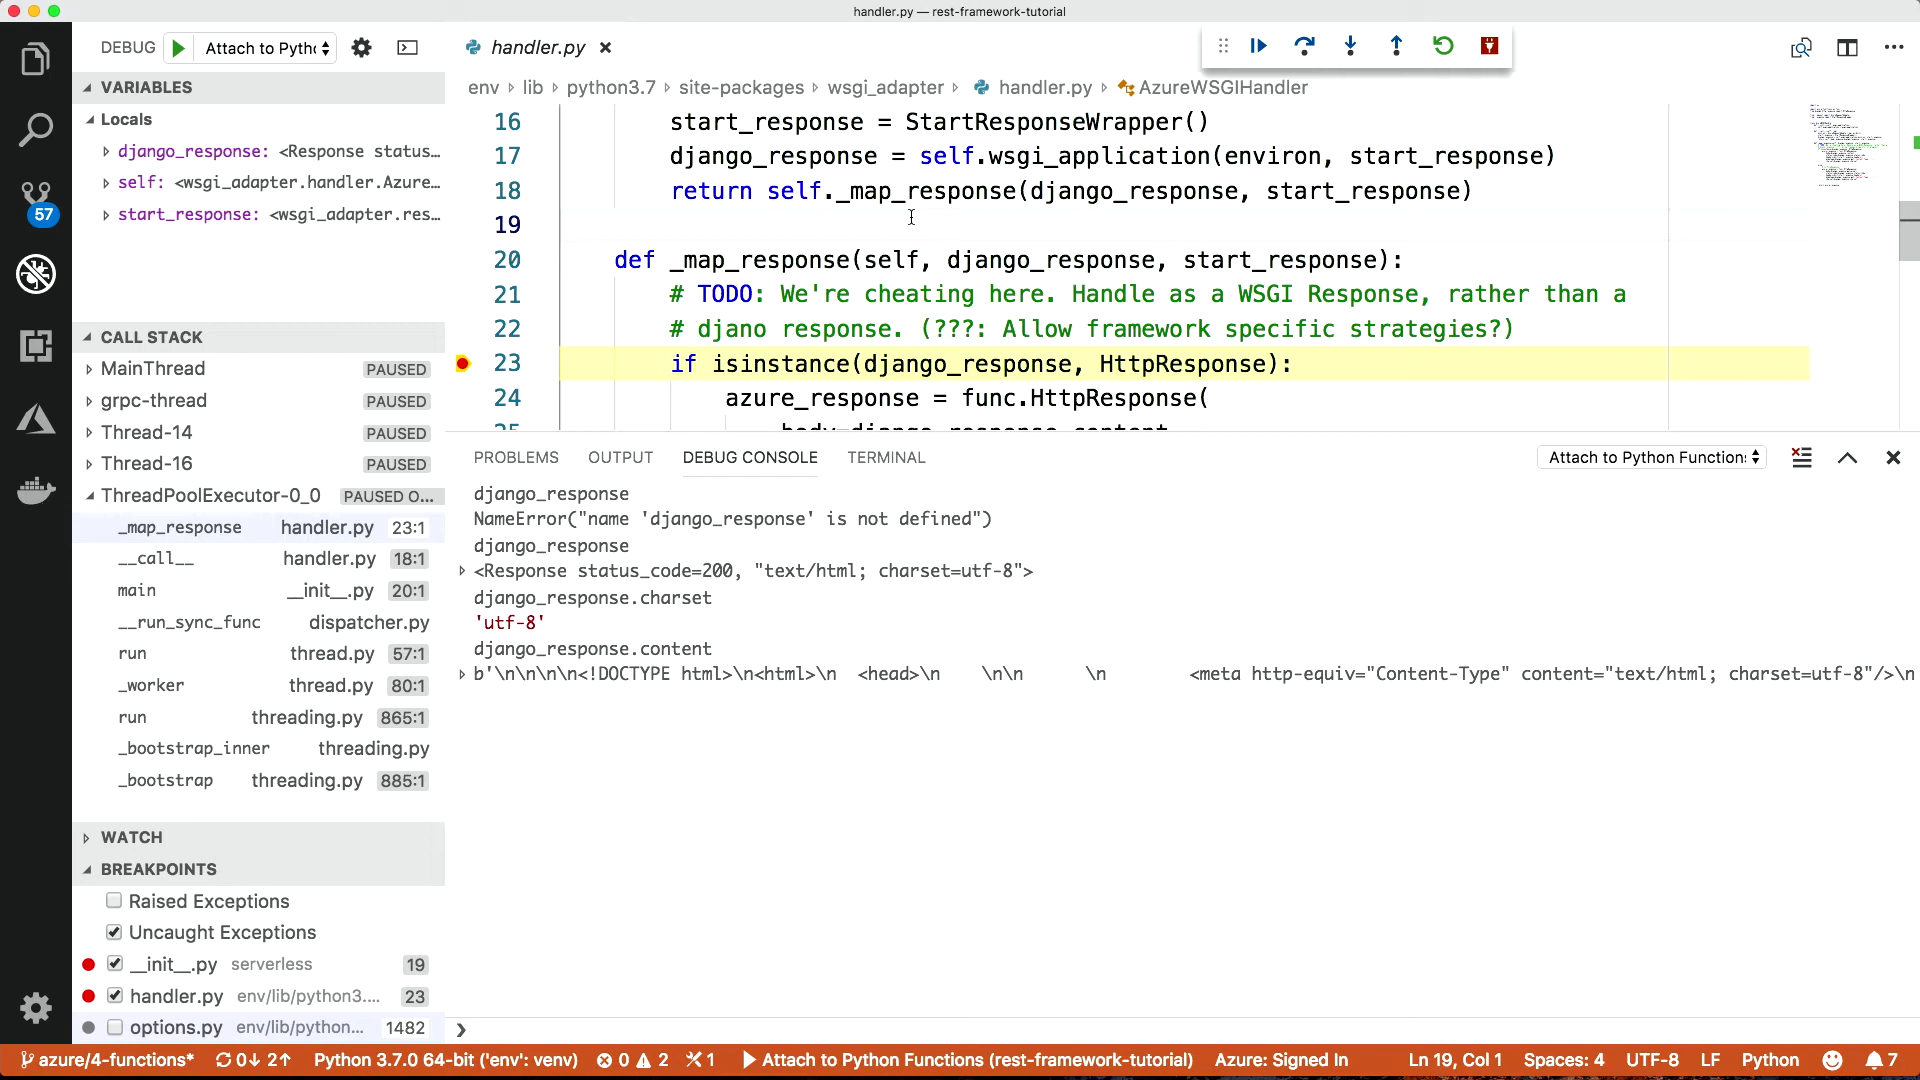 handler.py — rest-framework-tutorial
DEBUG Attach to Pythc
handler.py
env lib python3.7 site-packages wsgi_adapter handler.py AzureWSGIHandler
VARIABLES
Locals
django_response: <Response status...
self: <wsgi_adapter.handler.Azure...
start_response: <wsgi_adapter.res...
57
CALL STACK
MainThread PAUSED
grpc-thread PAUSED
Thread-14 PAUSED
Thread-16 PAUSED
ThreadPoolExecutor-0_0 PAUSED O...
_map_response handler.py 23:1
__call__ handler.py 18:1
main __init__.py 20:1
__run_sync_func dispatcher.py
run thread.py 57:1
_worker thread.py 80:1
run threading.py 865:1
_bootstrap_inner threading.py
_bootstrap threading.py 885:1
WATCH
BREAKPOINTS
Raised Exceptions
Uncaught Exceptions
__init__.py serverless 19
handler.py env/lib/python3.... 23
options.py env/lib/python... 1482
16 start_response = StartResponseWrapper()
17 django_response = self.wsgi_application(environ, start_response)
18 return self._map_response(django_response, start_response)
19
20 def _map_response(self, django_response, start_response):
21 # TODO: We're cheating here. Handle as a WSGI Response, rather than a
22 # djano response. (???: Allow framework specific strategies?)
23 if isinstance(django_response, HttpResponse):
24 azure_response = func.HttpResponse(
25 body=django_response.content
PROBLEMS OUTPUT DEBUG CONSOLE TERMINAL Attach to Python Function:
django_response
NameError("name 'django_response' is not defined")
django_response
<Response status_code=200, "text/html; charset=utf-8">
django_response.charset
'utf-8'
django_response.content
b'\n\n\n\n\n<!DOCTYPE html>\n<html>\n  <head>\n    \n\n      \n        <meta http-equiv="Content-Type" content="text/html; charset=utf-8"/>\n
azure/4-functions* 0↓ 2↑ Python 3.7.0 64-bit ('env': venv) 0 2 1 Attach to Python Functions (rest-framework-tutorial) Azure: Signed In Ln 19, Col 1 Spaces: 4 UTF-8 LF Python 7